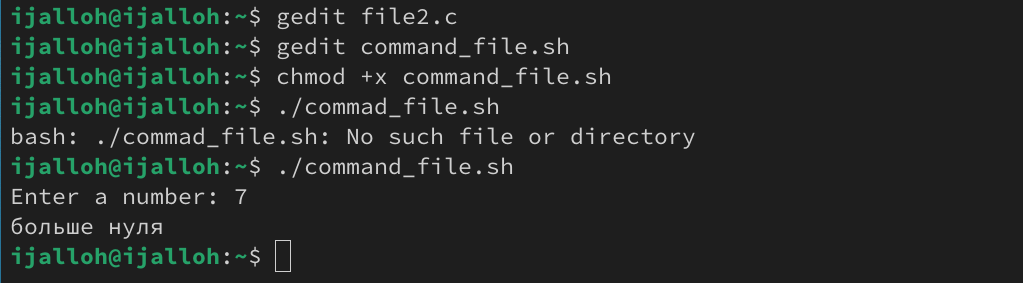 ijalloh@ijalloh:~$ gedit file2.c
ijalloh@ijalloh:~$ gedit command_file.sh
ijalloh@ijalloh:~$ chmod +x command_file.sh
ijalloh@ijalloh:~$ ./commad_file.sh
bash: ./commad_file.sh: No such file or directory
ijalloh@ijalloh:~$ ./command_file.sh
Enter a number: 7
больше нуля
ijalloh@ijalloh:~$